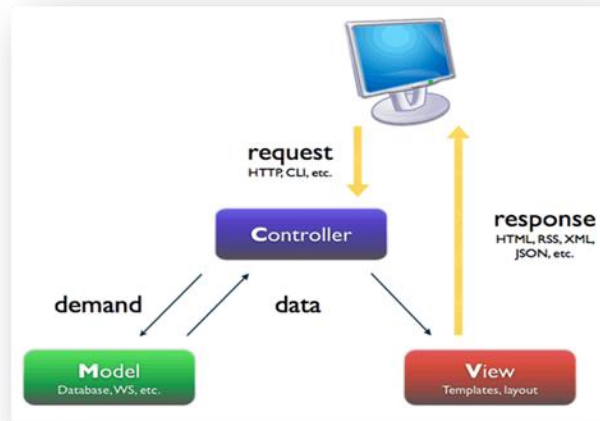 request
HTTP, CLI, etc.
Controller
response
HTML, RSS, XML,
JSON, etc.
demand
data
Model
Database, WS, etc.
View
Templates, layout